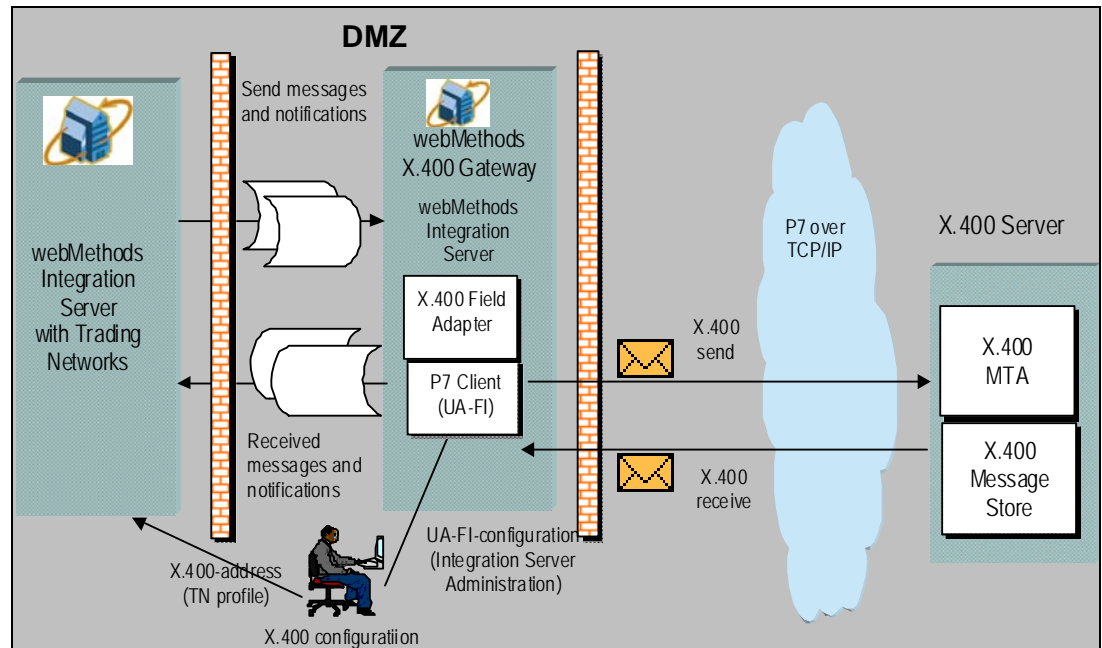 DMZ
Send messages
and notifications
webMethods
X.400 Gateway
webMethods
Integration
Server
X.400 Field
Adapter
P7 Client
(UA-FI)
webMethods
Integration
Server
with Trading
Networks
Received
messages and
notifications
X.400
send
X.400
receive
P7 over
TCP/IP
X.400 Server
X.400
MTA
X.400
Message
Store
UA-FI-configuration
(Integration Server
Administration)
X.400-address
(TN profile)
X.400 configuratiion